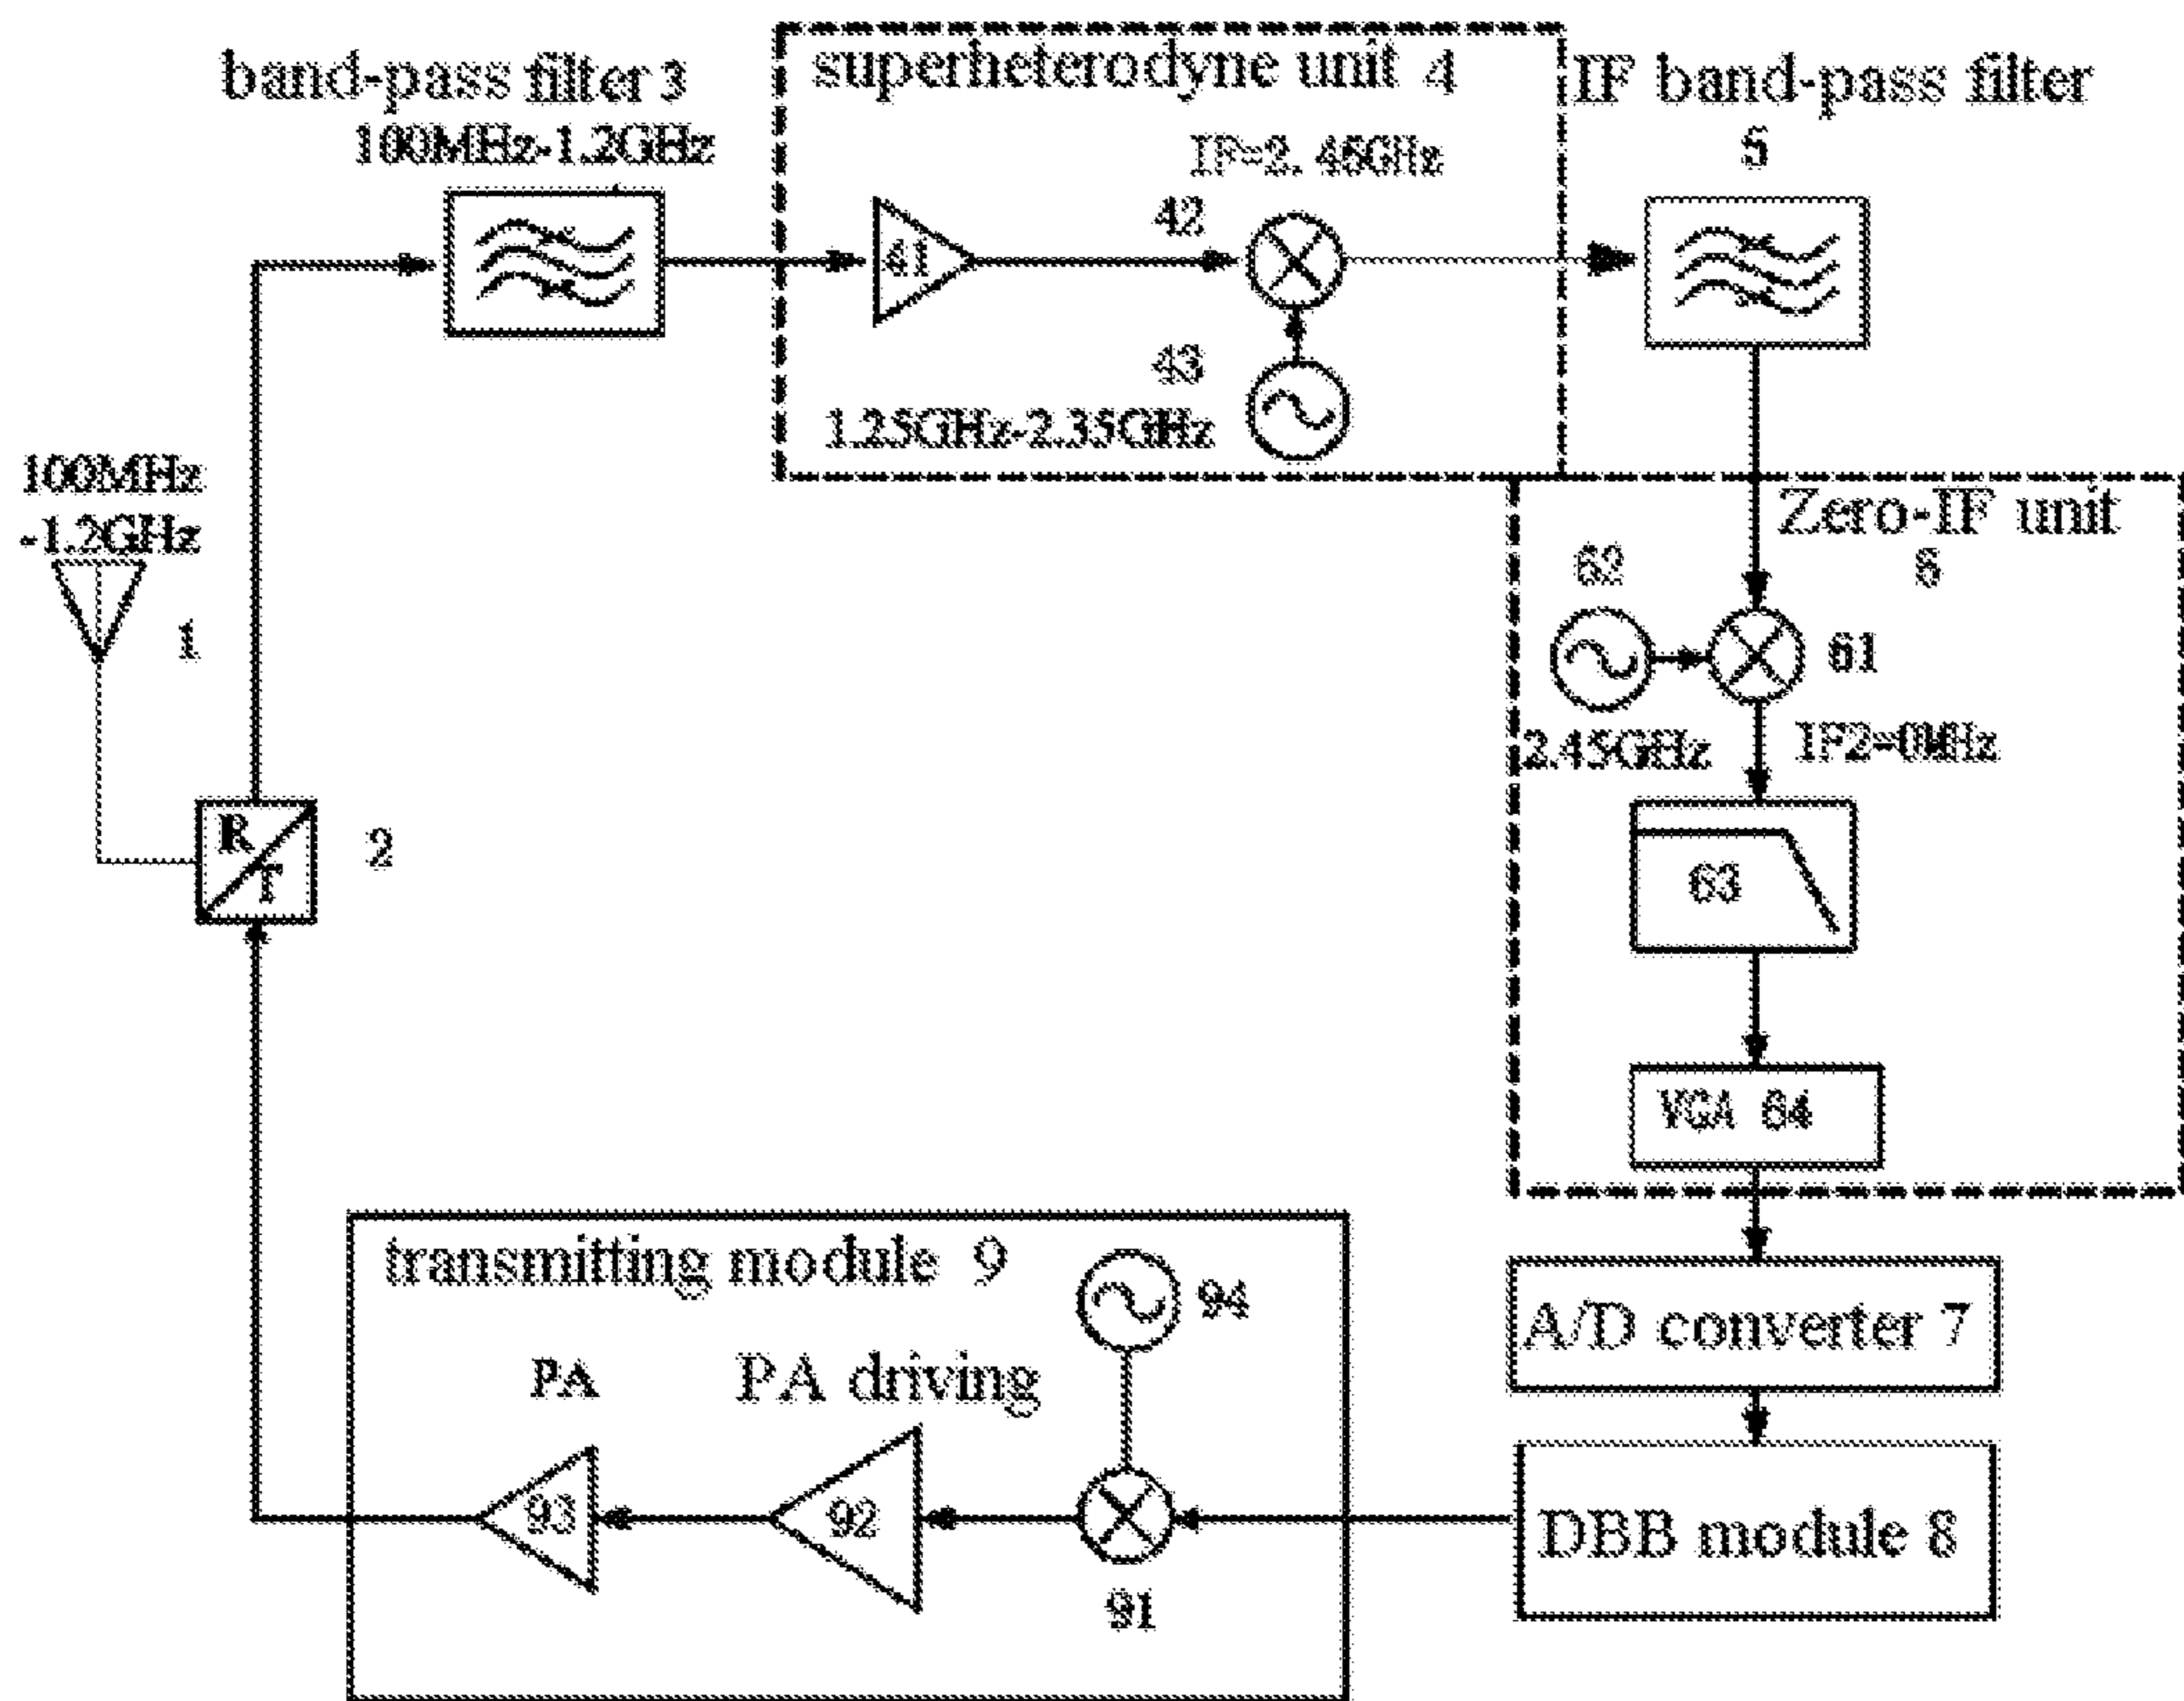 band-pass filter 3
100MHz-1.2GHz
superheterodyne unit 4
IF=2.45GHz
IF band-pass filter
5
41
42
43
1.25GHz-2.35GHz
100MHz
-1.2GHz
1
R
T
2
Zero-IF unit
6
62
61
2.45GHz
IF2=0MHz
63
VGA 64
A/D converter 7
DBB module 8
transmitting module 9
94
PA
PA driving
93
92
91